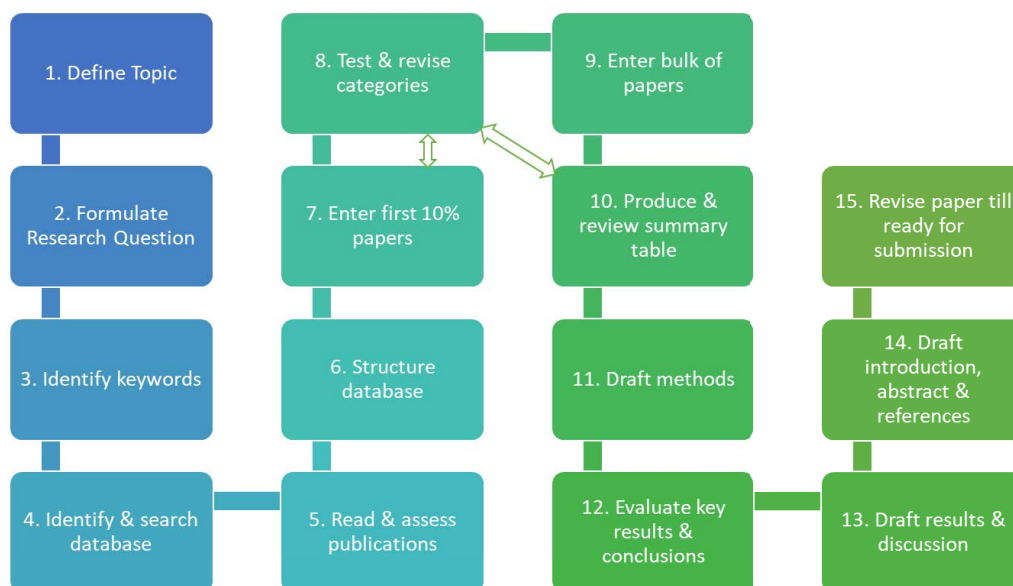 1. Define Topic
2. Formulate
Research Question
3. Identify keywords
4. Identify & search
database
5. Read & assess
publications
6. Structure
database
7. Enter first 10%
papers
8. Test & revise
categories
9. Enter bulk of
papers
10. Produce &
review summary
table
11. Draft methods
12. Evaluate key
results &
conclusions
13. Draft results &
discussion
14. Draft
introduction,
abstract &
references
15. Revise paper till
ready for
submission